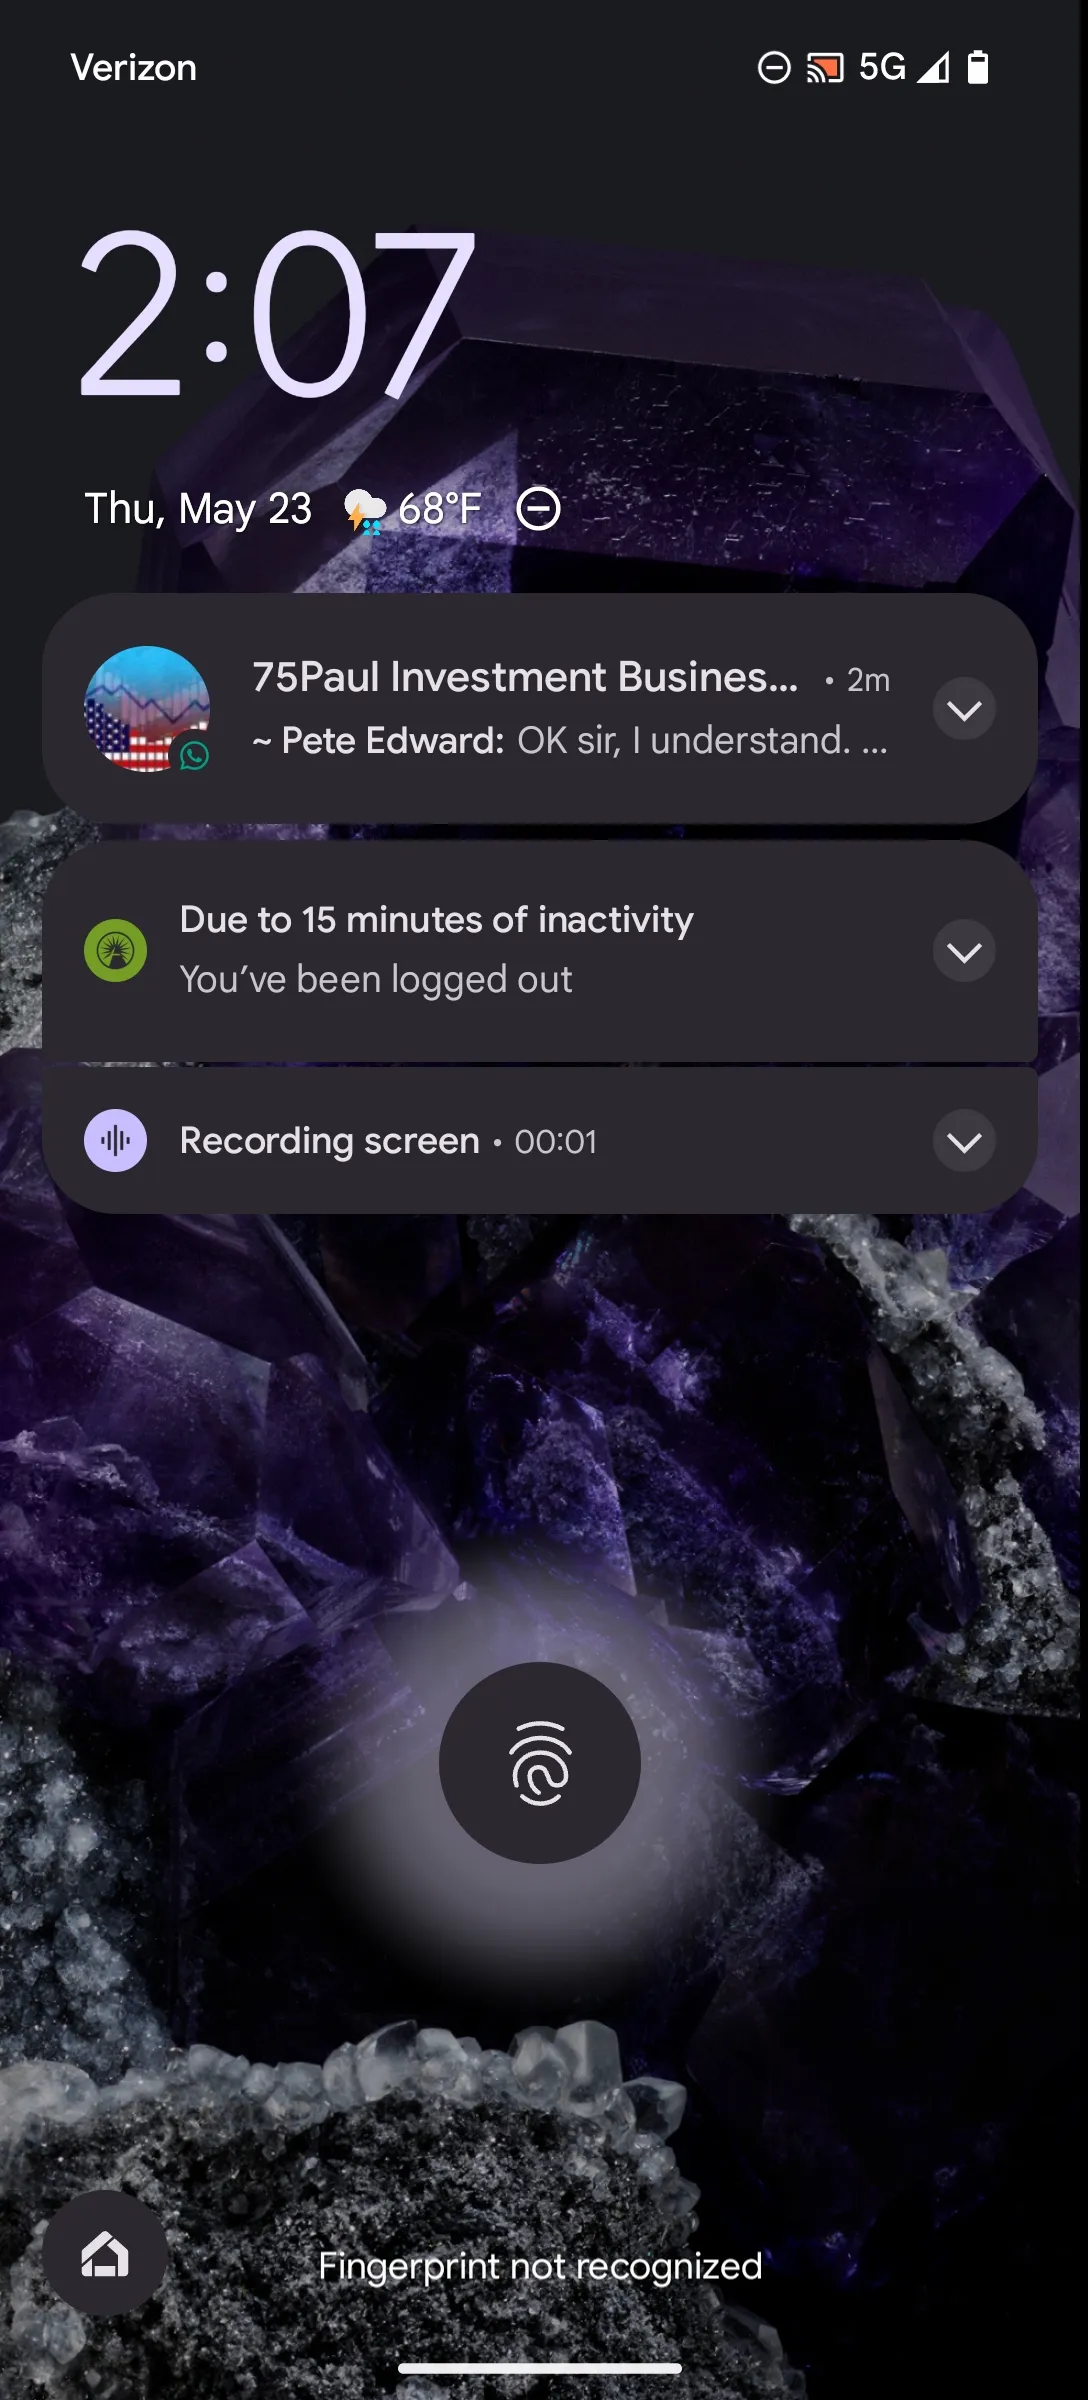 Verizon
5G
2:07
Thu, May 23 68°F
75Paul Investment Busines... • 2m
~ Pete Edward: OK sir, I understand. ...
Due to 15 minutes of inactivity
You’ve been logged out
Recording screen • 00:01
Fingerprint not recognized